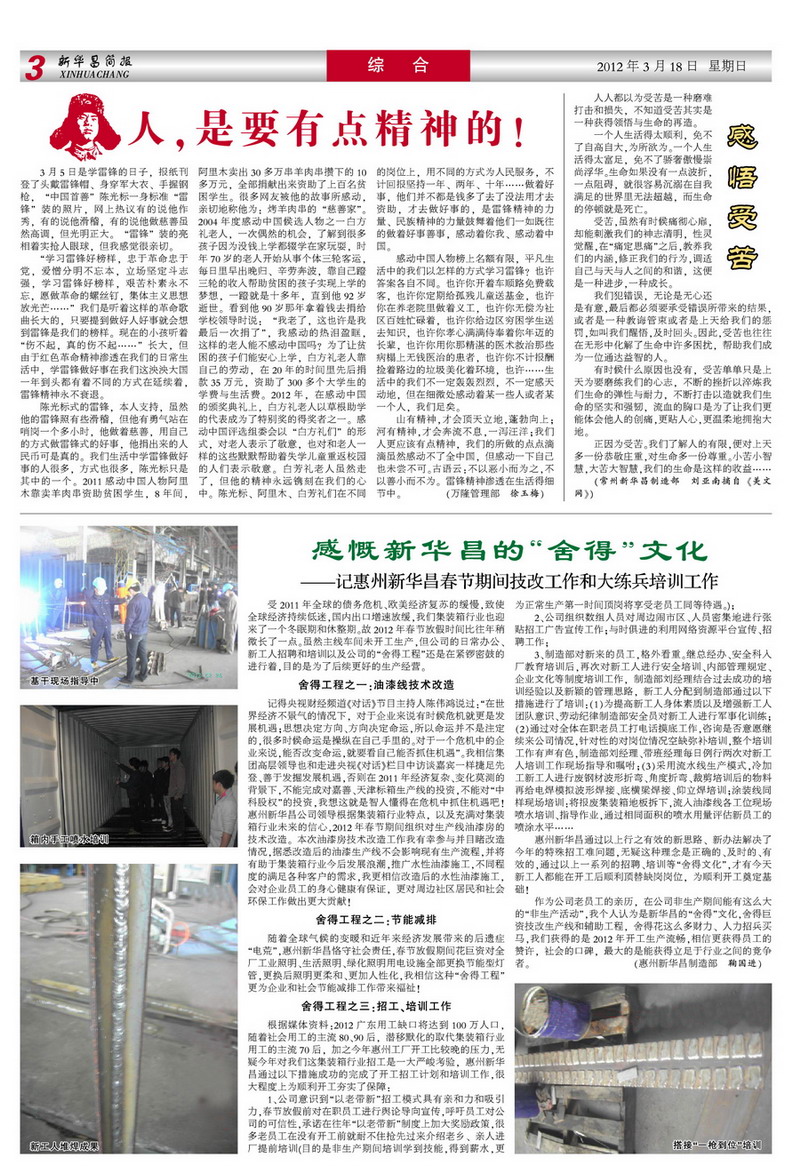 3
新华昌简报
XINHUACHANG
综 合
2012 年 3 月 18 日 星期日
人，是要有点精神的！
3 月 5 日是学雷锋的日子，报纸刊
登了头戴雷锋帽、身穿军大衣、手握钢
枪，“中国首善”陈光标一身标准“雷
锋”装的照片，网上热议有的说他作
秀，有的说他滑稽，有的说他做慈善虽
然高调，但光明正大。“雷锋”装的亮
相着实抢人眼球，但我感觉很亲切。
“学习雷锋好榜样，忠于革命忠于
党，爱憎分明不忘本，立场坚定斗志
强，学习雷锋好榜样，艰苦朴素永不
忘，愿做革命的螺丝钉，集体主义思想
放光芒……”我们是听着这样的革命歌
曲长大的，只要提到做好人好事就会想
到雷锋是我们的榜样。现在的小孩听着
“伤不起，真的伤不起……”长大，但
由于红色革命精神渗透在我们的日常生
活中，学雷锋做好事在我们这泱泱大国
一年到头都有着不同的方式在延续着，
雷锋精神永不衰退。
陈光标式的雷锋，本人支持，虽然
他的雷锋照有些滑稽，但他有勇气站在
哨岗一个多小时，他做着慈善，用自己
的方式做雷锋式的好事，他捐出来的人
民币可是真的。我们生活中学雷锋做好
事的人很多，方式也很多，陈光标只是
其中的一个。2011 感动中国人物阿里
木靠卖羊肉串资助贫困学生，8 年间，
阿里木卖出 30 多万串羊肉串攒下的 10
多万元，全部捐献出来资助了上百名贫
困学生。很多网友被他的故事所感动，
亲切地称他为：烤羊肉串的“慈善家”。
2004 年度感动中国候选人物之一白方
礼老人，一次偶然的机会，了解到很多
孩子因为没钱上学都辍学在家玩耍，时
年 70 岁的老人开始从事个体三轮客运，
每日里早出晚归、辛劳奔波，靠自己蹬
三轮的收入帮助贫困的孩子实现上学的
梦想，一蹬就是十多年，直到他 92 岁
逝世。看到他 90 岁那年拿着钱去捐给
学校领导时说：“我老了，这也许是我
最后一次捐了”，我感动的热泪盈眶，
这样的老人能不感动中国吗？为了让贫
困的孩子们能安心上学，白方礼老人靠
自己的劳动，在 20 年的时间里先后捐
款 35 万元，资助了 300 多个大学生的
学费与生活费。2012 年，在感动中国
的颁奖典礼上，白方礼老人以草根助学
的代表成为了特别奖的得奖者之一。感
动中国评选组委会以“白方礼们”的形
式，对老人表示了敬意，也对和老人一
样的这些默默帮助着失学儿童重返校园
的人们表示敬意。白芳礼老人虽然走
了，但他的精神永远镌刻在我们的心
中。陈光标、阿里木、白芳礼们在不同
的岗位上，用不同的方式为人民服务，不
计回报坚持一年、两年、十年……做着好
事，他们并不都是钱多了去了没法用才去
资助，才去做好事的，是雷锋精神的力
量、民族精神的力量鼓舞着他们一如既往
的做着好事善事，感动着你我、感动着中
国。
感动中国人物榜上名额有限，平凡生
活中的我们以怎样的方式学习雷锋？也许
答案各自不同。也许你开着车顺路免费载
客，也许你定期给孤残儿童送基金，也许
你在养老院里做着义工，也许你无偿为社
区百姓忙碌着，也许你给边区穷困学生送
去知识，也许你孝心满满侍奉着你年迈的
长辈，也许你用你那精湛的医术救治那些
病榻上无钱医治的患者，也许你不计报酬
捡着路边的垃圾美化着环境，也许……生
活中的我们不一定轰轰烈烈，不一定感天
动地，但在细微处感动着某一些人或者某
一个人，我们足矣。
山有精神，才会顶天立地，蓬勃向上；
河有精神，才会奔流不息，一泻汪洋；我们
人更应该有点精神，我们的所做的点点滴
滴虽然感动不了全中国，但感动一下自己
也未尝不可。古语云：不以恶小而为之，不
以善小而不为。雷锋精神渗透在生活得细
节中。 （万隆管理部 徐玉梅）
感悟受苦
人人都以为受苦是一种磨难
打击和损失，不知道受苦其实是
一种获得领悟与生命的再造。
一个人生活得太顺利，免不
了自高自大，为所欲为。一个人生
活得太富足，免不了骄奢傲慢崇
尚浮华。生命如果没有一点波折，
一点阻碍，就很容易沉溺在自我
满足的世界里无法超越，而生命
的停顿就是死亡。
受苦，虽然有时候痛彻心扉，
却能刺激我们的神志清明，性灵
觉醒，在“痛定思痛”之后，教养我
们的内涵，修正我们的行为，调适
自己与天与人之间的和谐，这便
是一种进步，一种成长。
我们犯错误，无论是无心还
是有意，最后都必须要承受错误所带来的结果，
或者是一种教诲管束或者是上天给我们的惩
罚，如叫我们醒悟，及时回头。因此，受苦也往往
在无形中化解了生命中许多困扰，帮助我们成
为一位通达益智的人。
有时候什么原因也没有，受苦单单只是上
天为要磨练我们的心志，不断的挫折以淬炼我
们生命的弹性与耐力，不断打击以造就我们生
命的坚实和强韧，流血的胸口是为了让我们更
能体会他人的创痛，更贴人心，更温柔地拥抱大
地。
正因为受苦。我们了解人的有限，便对上天
多一份恭敬庄重，对生命多一份尊重。小苦小智
慧，大苦大智慧，我们的生命是这样的收益……
（常州新华昌制造部 刘亚南摘自《美文
网》）
感慨新华昌的“舍得”文化
——记惠州新华昌春节期间技改工作和大练兵培训工作
基干现场指导中
箱内手工喷水培训
新工人堆焊成果
受 2011 年全球的债务危机、欧美经济复苏的缓慢，致使
全球经济持续低迷，国内出口增速放缓，我们集装箱行业也迎
来了一个冬眠期和休整期。故 2012 年春节放假时间比往年稍
微长了一点。虽然主线车间未开工生产，但公司的日常办公、
新工人招聘和培训以及公司的“舍得工程”还是在紧锣密鼓的
进行着，目的是为了后续更好的生产经营。
舍得工程之一：油漆线技术改造
记得央视财经频道《对话》节目主持人陈伟鸿说过：“在世
界经济不景气的情况下，对于企业来说有时候危机就更是发
展机遇；思想决定方向、方向决定命运，所以命运并不是注定
的，很多时候命运是操纵在自己手里的。对于一个危机中的企
业来说，能否改变命运，就要看自己能否抓住机遇”。我相信集
团高层领导也和走进央视《对话》栏目中访谈嘉宾一样捷足先
登、善于发掘发展机遇，否则在 2011 年经济复杂、变化莫测的
背景下，不能完成对嘉善、天津标箱生产线的投资，不能对“中
科股权”的投资，我想这就是智人懂得在危机中抓住机遇吧！
惠州新华昌公司领导根据集装箱行业特点，以及充满对集装
箱行业未来的信心，2012 年春节期间组织对生产线油漆房的
技术改造。本次油漆房技术改造工作我有幸参与并目睹改造
情况，据悉改造后的油漆生产线不会影响现有生产流程，并将
有助于集装箱业今后发展浪潮，推广水性油漆施工，不同程
度的满足各种客户的需求，我更相信改造后的水性油漆施工，
会对企业员工的身心健康有保证，更对周边社区居民和社会
环保工作做出更大贡献！
舍得工程之二：节能减排
随着全球气候的变暖和近年来经济发展带来的后遗症
“电荒”，惠州新华昌恪守社会责任，春节放假期间花巨资对全
厂工业照明、生活照明、绿化照明用电设施全部更换节能型灯
管，更换后照明更柔和、更加人性化，我相信这种“舍得工程”
更为企业和社会节能减排工作带来福祉！
舍得工程之三：招工、培训工作
根据媒体资料：2012 广东用工缺口将达到 100 万人口，
随着社会用工的主流 80、90 后，潜移默化的取代集装箱行业
用工的主流 70 后，加之今年惠州工厂开工比较晚的压力，无
疑今年对我们这集装箱行业招工是一大严峻考验，惠州新华
昌通过以下措施成功的完成了开工招工计划和培训工作，很
大程度上为顺利开工夯实了保障：
1、公司意识到“以老带新”招工模式具有亲和力和吸引
力，春节放假前对在职员工进行舆论导向宣传，呼吁员工对公
司的可信性，承诺在往年“以老带新”制度上加大奖励政策，很
多老员工在没有开工前就耐不住抢先过来介绍老乡、亲人进
厂提前培训（目的是非生产期间培训学到技能，得到薪水，更
为正常生产第一时间顶岗将享受老员工同等待遇。）；
2、公司组织数组人员对周边闹市区、人员密集地进行张
贴招工广告宣传工作；与时俱进的利用网络资源平台宣传、招
聘工作；
3、制造部对新来的员工，格外看重。继总经办、安全科人
厂教育培训后，再次对新工人进行安全培训、内部管理规定、
企业文化等制度培训工作，制造部刘经理结合过去成功的培
训经验以及新颖的管理思路，新工人分配到制造部通过以下
措施进行了培训：（1）为提高新工人身体素质以及增强新工人
团队意识、劳动纪律制造部安全员对新工人进行军事化训练；
（2）通过对全体在职老员工打电话摸底工作，咨询是否意愿继
续来公司情况，针对性的对岗位情况空缺弥补培训，整个培训
工作有声有色，制造部刘经理、带班经理每日例行两次对新工
人培训工作现场指导和嘱咐；（3）采用流水线生产模式，冷加
工新工人进行废钢材波形折弯、角度折弯、裁剪培训后的物料
再给电焊模拟波形焊接、底横梁焊接、仰立焊培训；涂装线同
样现场培训；将报废集装箱地板拆下，流入油漆线各工位现场
喷水培训、指导作业，通过相同面积的喷水用量评估新员工的
喷涂水平……
惠州新华昌通过以上行之有效的新思路、新办法解决了
今年的特殊招工难问题，无疑这种理念是正确的、及时的、有
效的，通过以上一系列的招聘、培训等“舍得文化”，才有今天
新工人都能在开工后顺利顶替缺岗岗位，为顺利开工奠定基
础！
作为公司老员工的亲历，在公司非生产期间能有这么大
的“非生产活动”，我个人认为是新华昌的“舍得”文化，舍得巨
资技改生产线和辅助工程，舍得花这么多财力、人力招兵买
马，我们获得的是 2012 年开工生产流畅，相信更获得员工的
赞许，社会的口碑，最大的是能获得立足于行业之间的竞争
者。 （惠州新华昌制造部 鞠国进）
搭接“一枪到位”培训